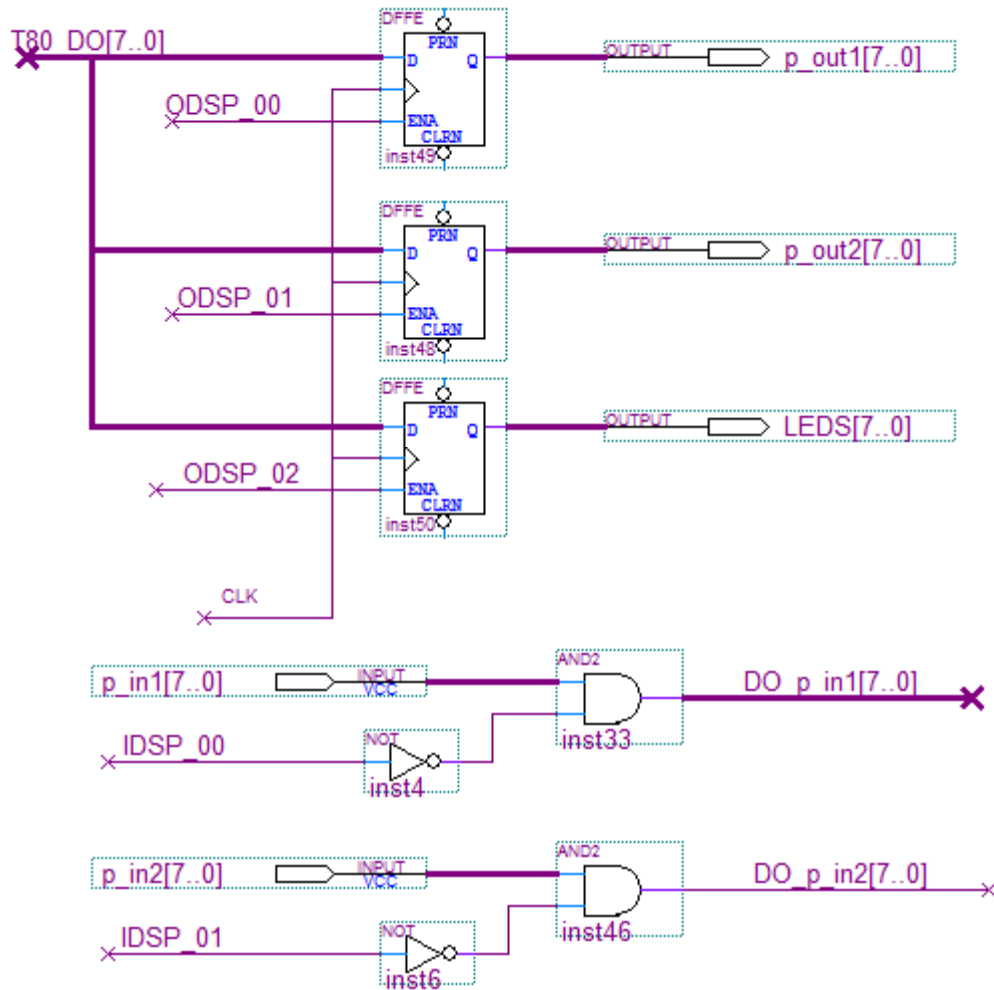 DFFE
T80_DO[7..0]
PRN
D
Q
OUTPUT
p_out1[7..0]
ODSP_00
ENA
CLRN
inst49
DFFE
PRN
D
Q
OUTPUT
p_out2[7..0]
ODSP_01
ENA
CLRN
inst48
DFFE
PRN
D
Q
OUTPUT
LEDS[7..0]
ODSP_02
ENA
CLRN
inst50
CLK
p_in1[7..0]
INPUT
VCC
AND2
DO_p_in1[7..0]
inst33
IDSP_00
NOT
inst4
p_in2[7..0]
INPUT
VCC
AND2
DO_p_in2[7..0]
inst46
IDSP_01
NOT
inst6